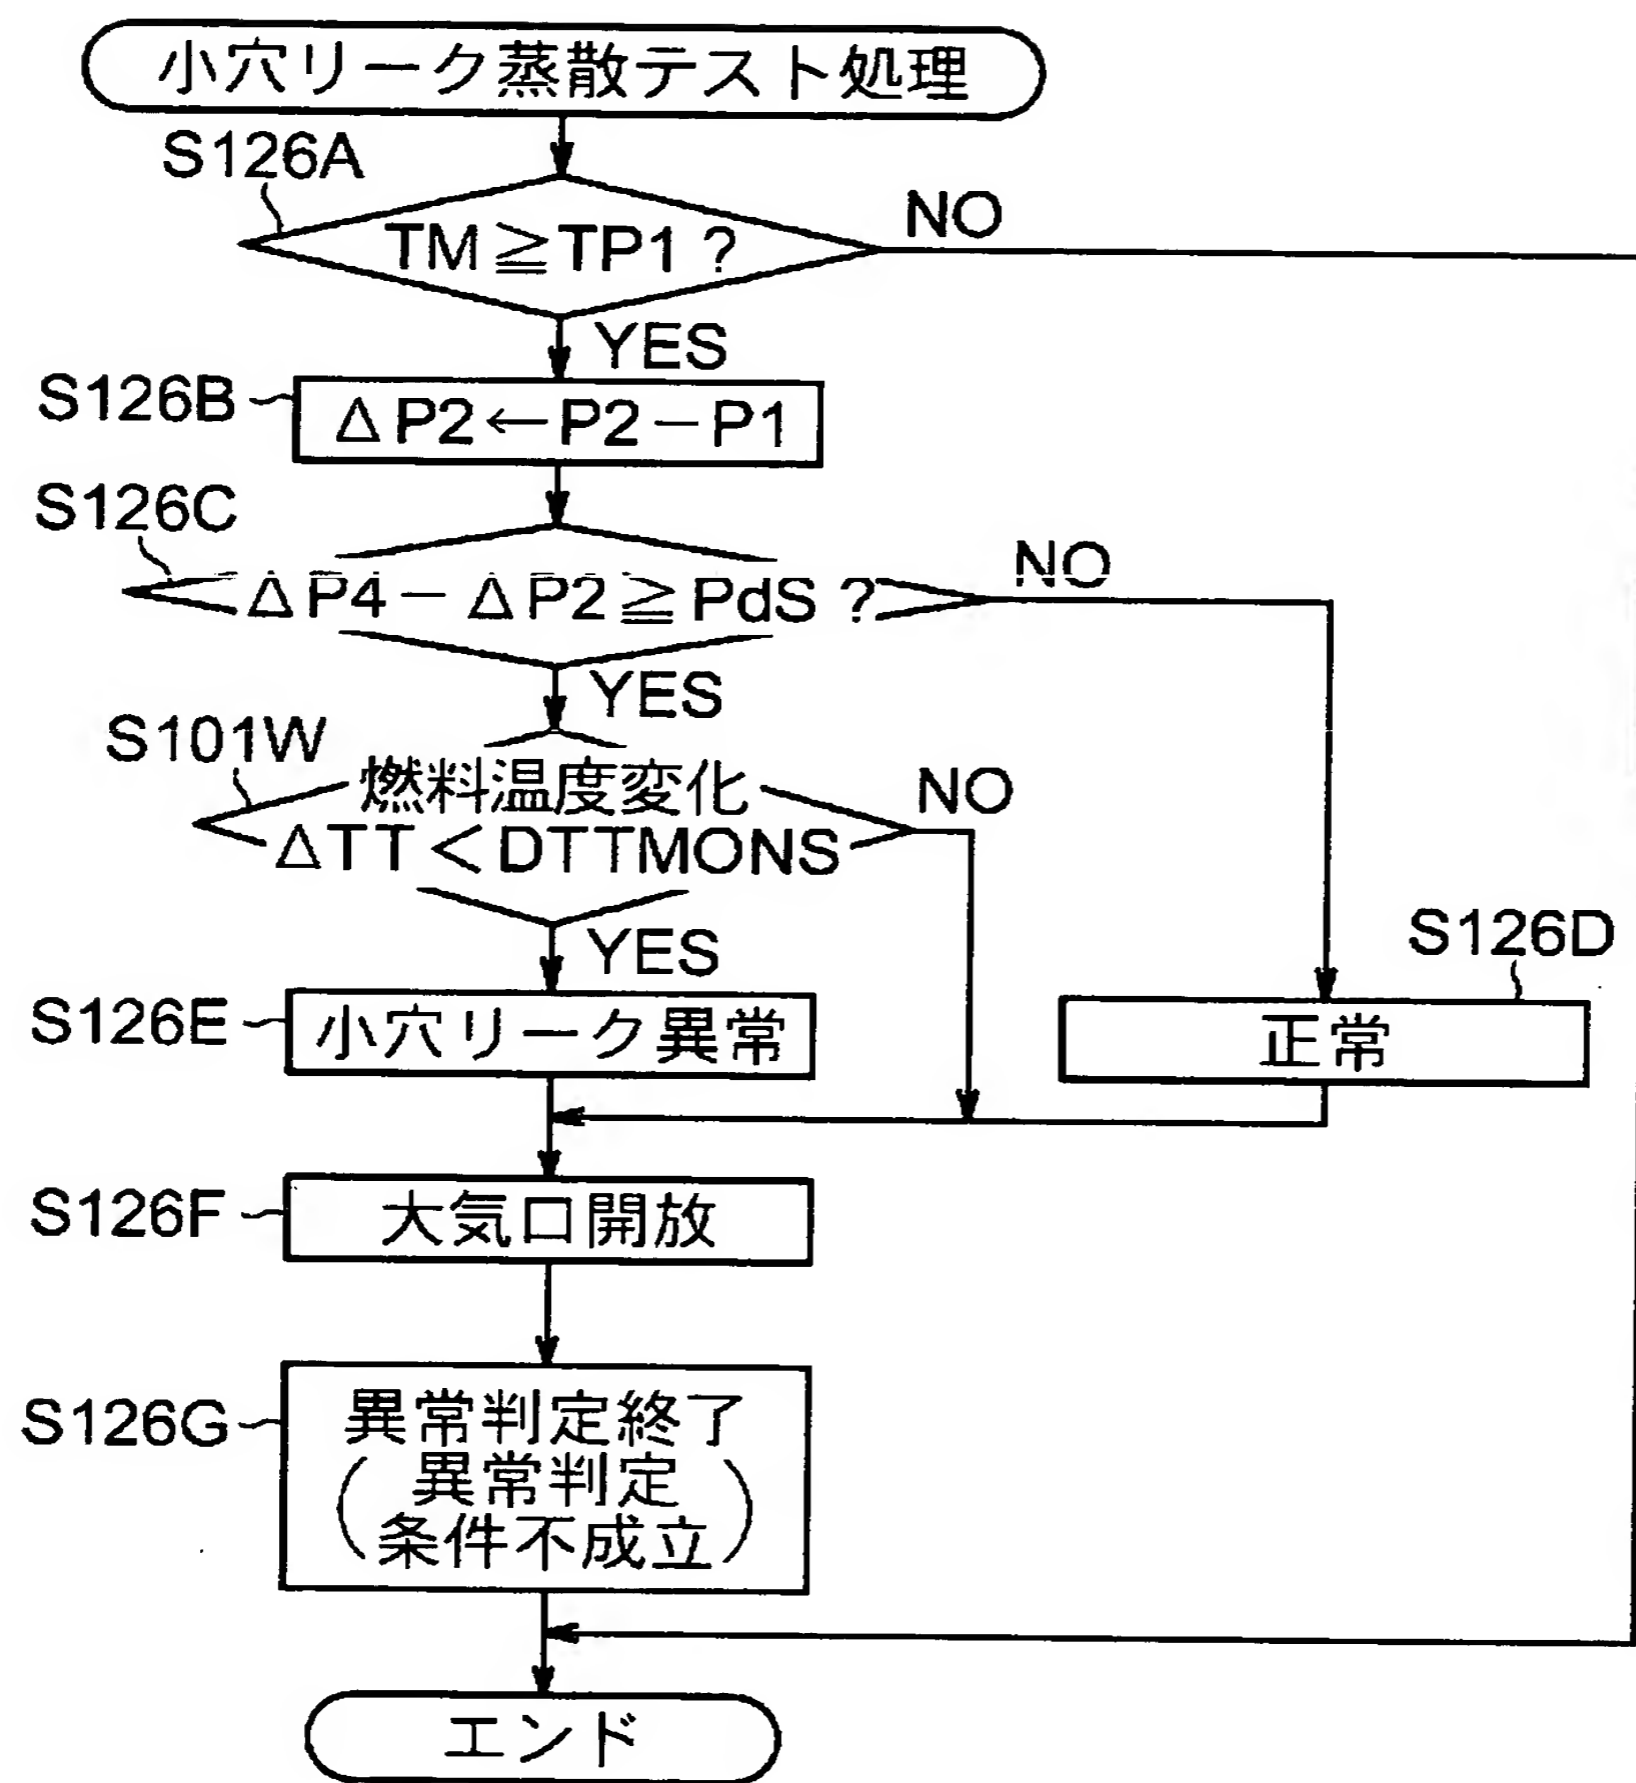 小穴リーク蒸散テスト処理
S126A
TM≧TP1?
NO
YES
S126B
ΔP2←P2－P1
S126C
ΔP4－ΔP2≧PdS?
NO
YES
S101W
燃料温度変化
ΔTT＜DTTMONS
NO
YES
S126D
S126E
小穴リーク異常
正常
S126F
大気口開放
S126G
異常判定終了
(異常判定
条件不成立)
エンド